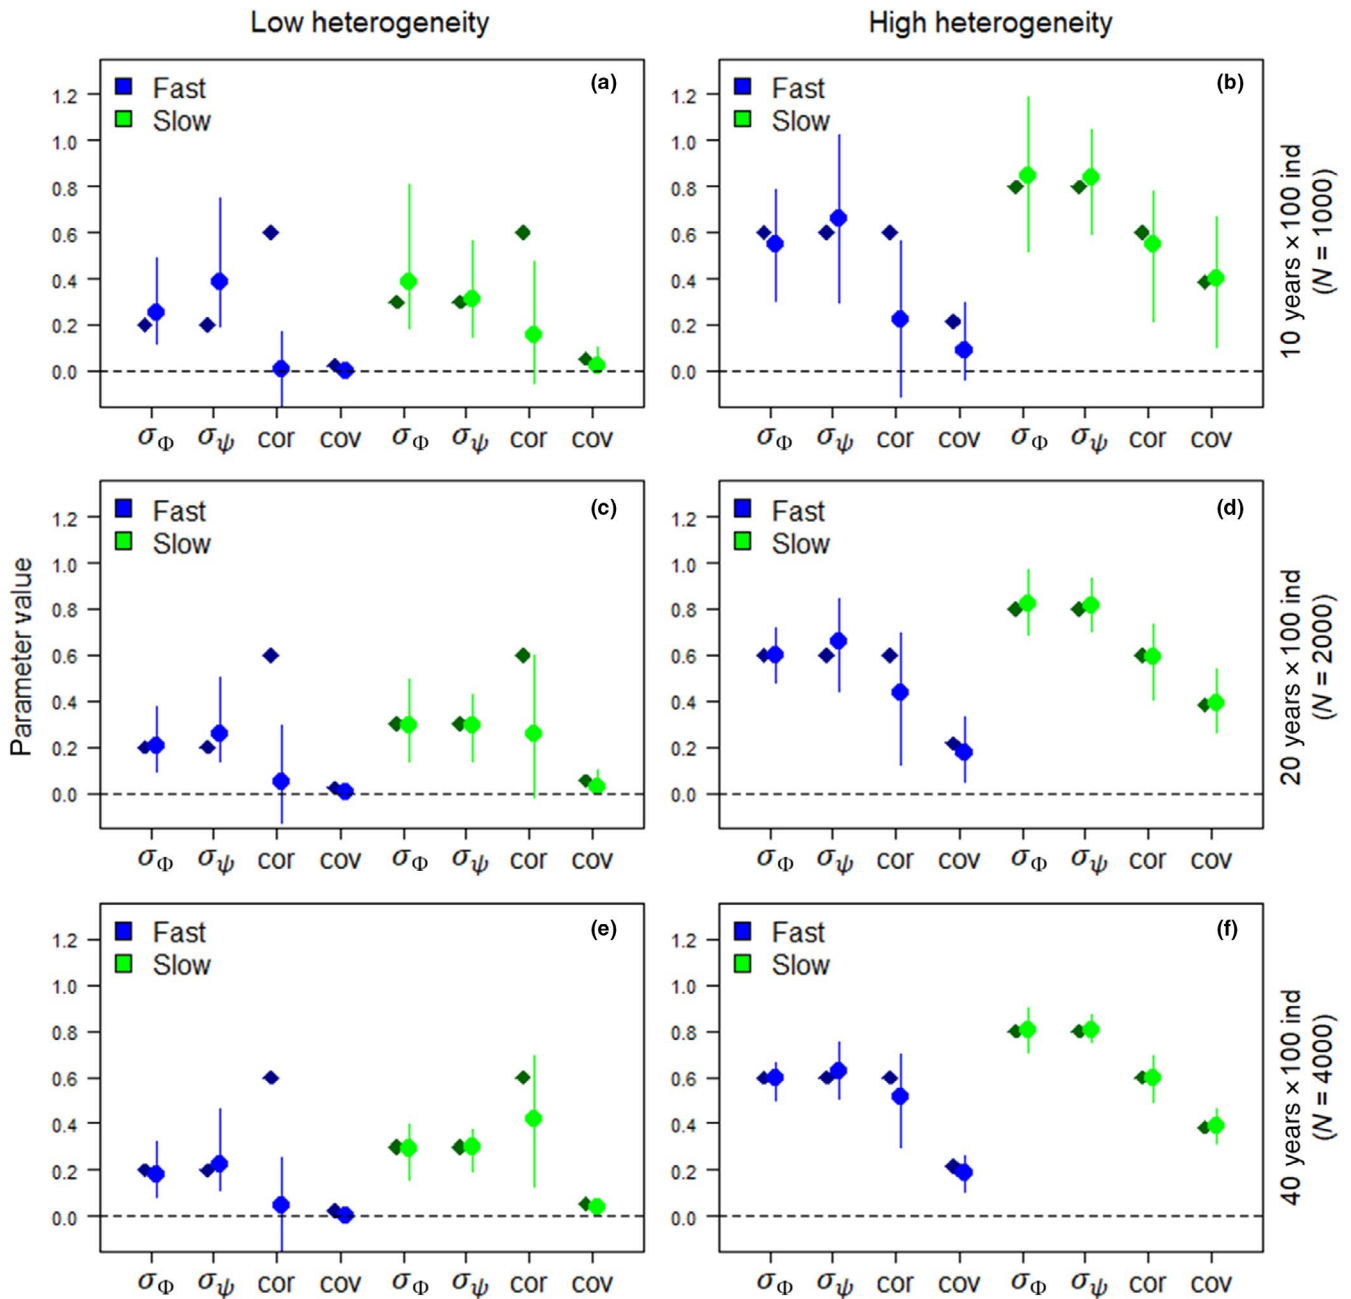 Low heterogeneity
High heterogeneity
Fast
Slow
(a)
1.2
1.0
0.8
0.6
0.4
0.2
0.0
σΦ σψ cor cov σΦ σψ cor cov
Fast
Slow
(b)
1.2
1.0
0.8
0.6
0.4
0.2
0.0
σΦ σψ cor cov σΦ σψ cor cov
10 years × 100 ind
(N = 1000)
Parameter value
Fast
Slow
(c)
1.2
1.0
0.8
0.6
0.4
0.2
0.0
σΦ σψ cor cov σΦ σψ cor cov
Fast
Slow
(d)
1.2
1.0
0.8
0.6
0.4
0.2
0.0
σΦ σψ cor cov σΦ σψ cor cov
20 years × 100 ind
(N = 2000)
Fast
Slow
(e)
1.2
1.0
0.8
0.6
0.4
0.2
0.0
σΦ σψ cor cov σΦ σψ cor cov
Fast
Slow
(f)
1.2
1.0
0.8
0.6
0.4
0.2
0.0
σΦ σψ cor cov σΦ σψ cor cov
40 years × 100 ind
(N = 4000)